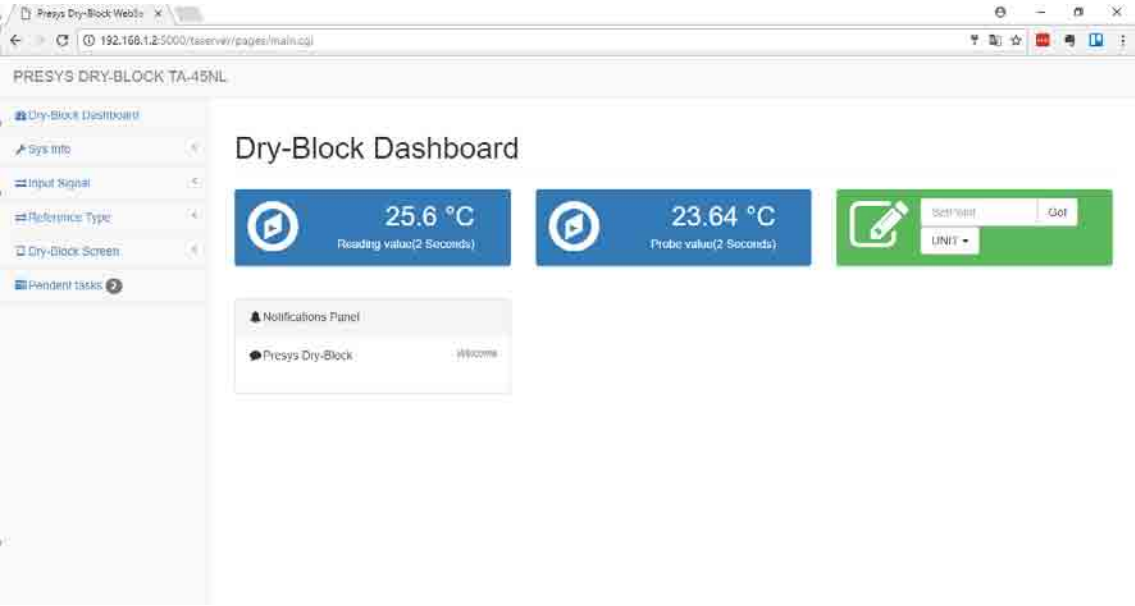 Presys Dry-Block WebSe
192.168.1.2:5000/taserver/pages/main.cgi
PRESYS DRY-BLOCK TA-45NL
Dry-Block Dashboard
Sys Info
Input Signal
Reference Type
Dry-Block Screen
Pendent tasks 2
Dry-Block Dashboard
25.6 °C
Reading value(2 Seconds)
23.64 °C
Probe value(2 Seconds)
SetPoint
Go!
UNIT
Notifications Panel
Presys Dry-Block
Welcome